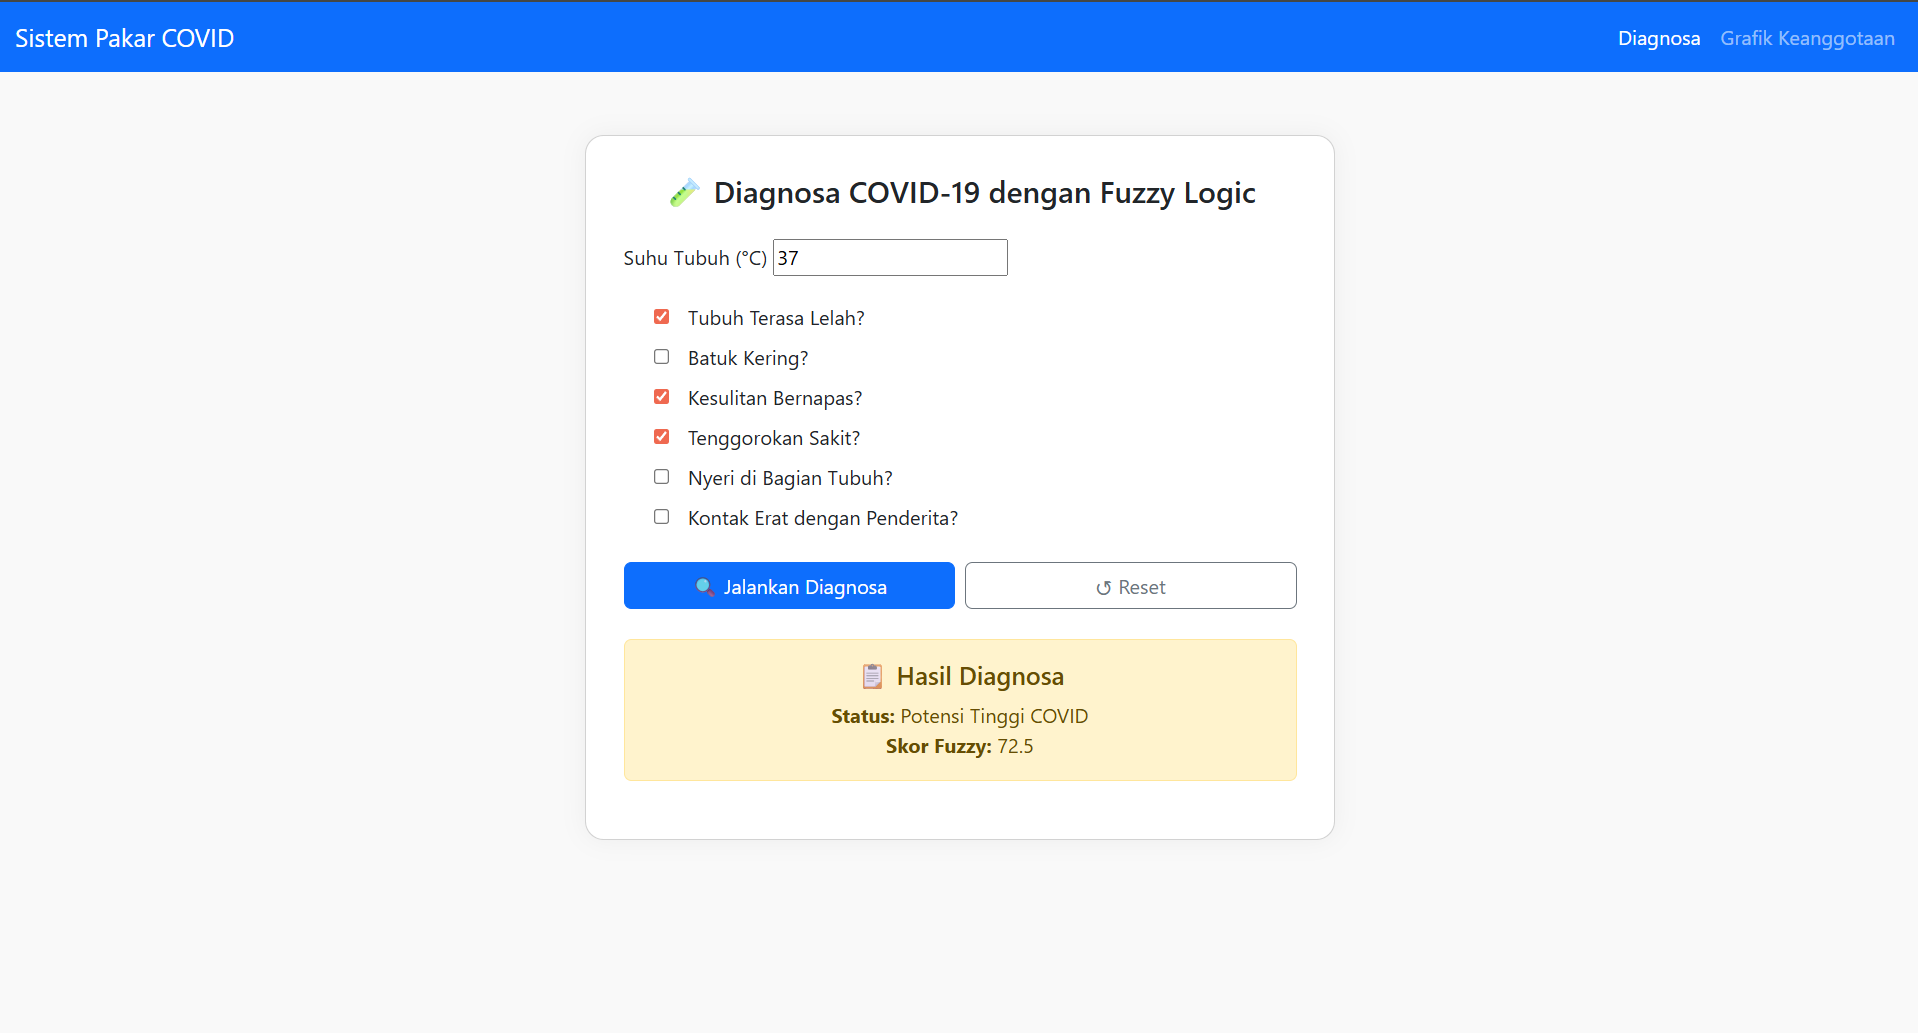 Sistem Pakar COVID
Diagnosa Grafik Keanggotaan
Diagnosa COVID-19 dengan Fuzzy Logic
Suhu Tubuh (°C) 37
Tubuh Terasa Lelah?
Batuk Kering?
Kesulitan Bernapas?
Tenggorokan Sakit?
Nyeri di Bagian Tubuh?
Kontak Erat dengan Penderita?
Jalankan Diagnosa
↺ Reset
Hasil Diagnosa
Status: Potensi Tinggi COVID
Skor Fuzzy: 72.5